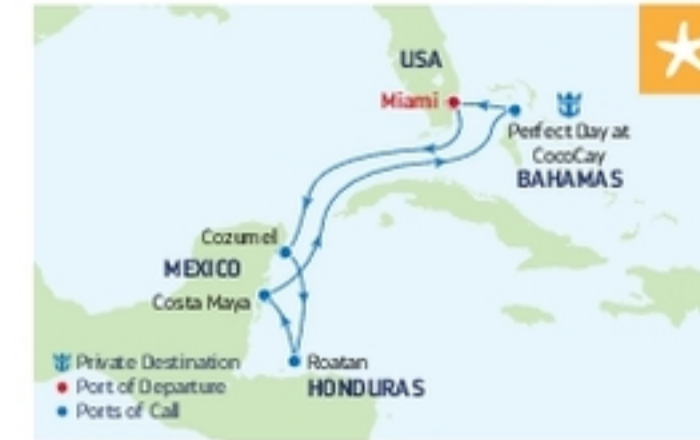 USA
Miami
Perfect Day at
CocoCay
BAHAMAS
Cozumel
MEXICO
Costa Maya
Roatan
HONDURAS
Private Destination
Port of Departure
Ports of Call